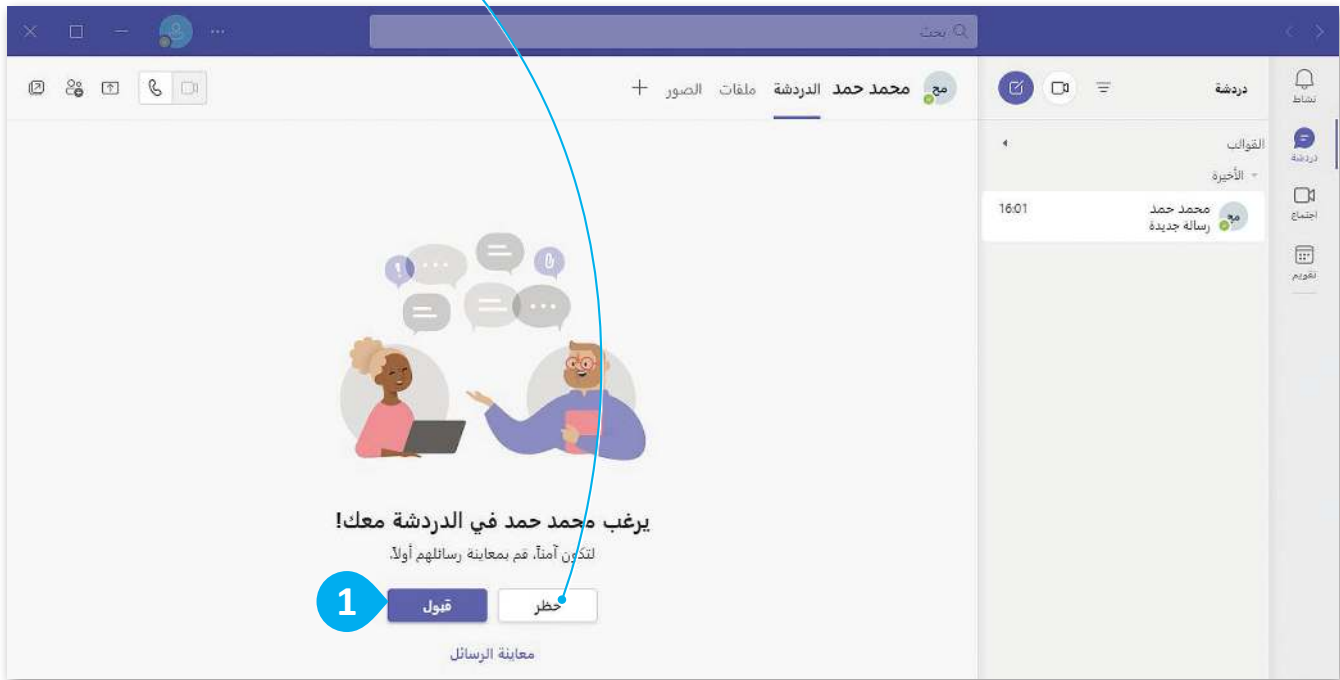 بحث
نشاط
دردشة
اجتماع
تقويم
دردشة
القوالب
الأخيرة
محمد حمد
16:01
رسالة جديدة
مح
مح محمد حمد الدردشة ملفات الصور +
يرغب محمد حمد في الدردشة معك!
لتكون آمناً، قم بمعاينة رسائلهم أولاً.
حظر
قبول
1
معاينة الرسائل